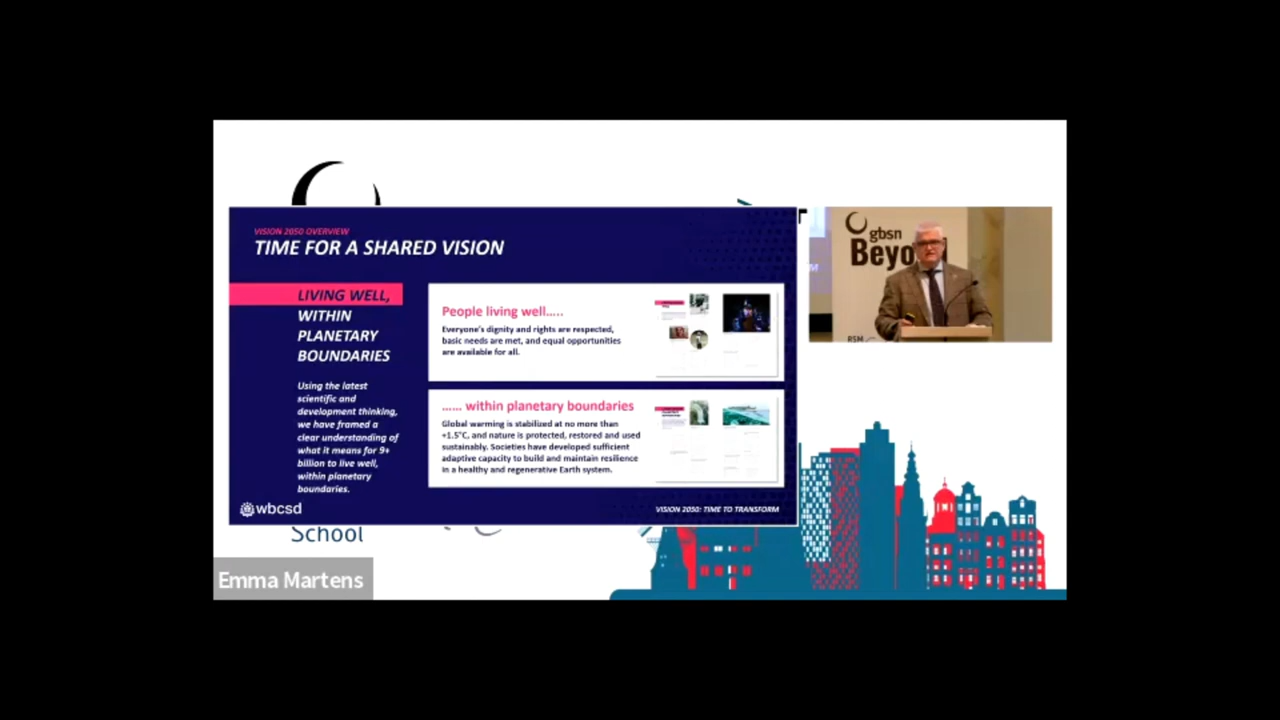 VISION 2050 OVERVIEW
TIME FOR A SHARED VISION
LIVING WELL,
WITHIN
PLANETARY
BOUNDARIES
Using the latest
scientific and
development thinking,
we have framed a
clear understanding of
what it means for 9+
billion to live well,
within planetary
boundaries.
People living well.....
Everyone's dignity and rights are respected,
basic needs are met, and equal opportunities
are available for all.
...... within planetary boundaries
Global warming is stabilized at no more than
+1.5°C, and nature is protected, restored and used
sustainably. Societies have developed sufficient
adaptive capacity to build and maintain resilience
in a healthy and regenerative Earth system.
wbcsd
VISION 2050: TIME TO TRANSFORM
gbsn
Beyo
RSM
School
Emma Martens